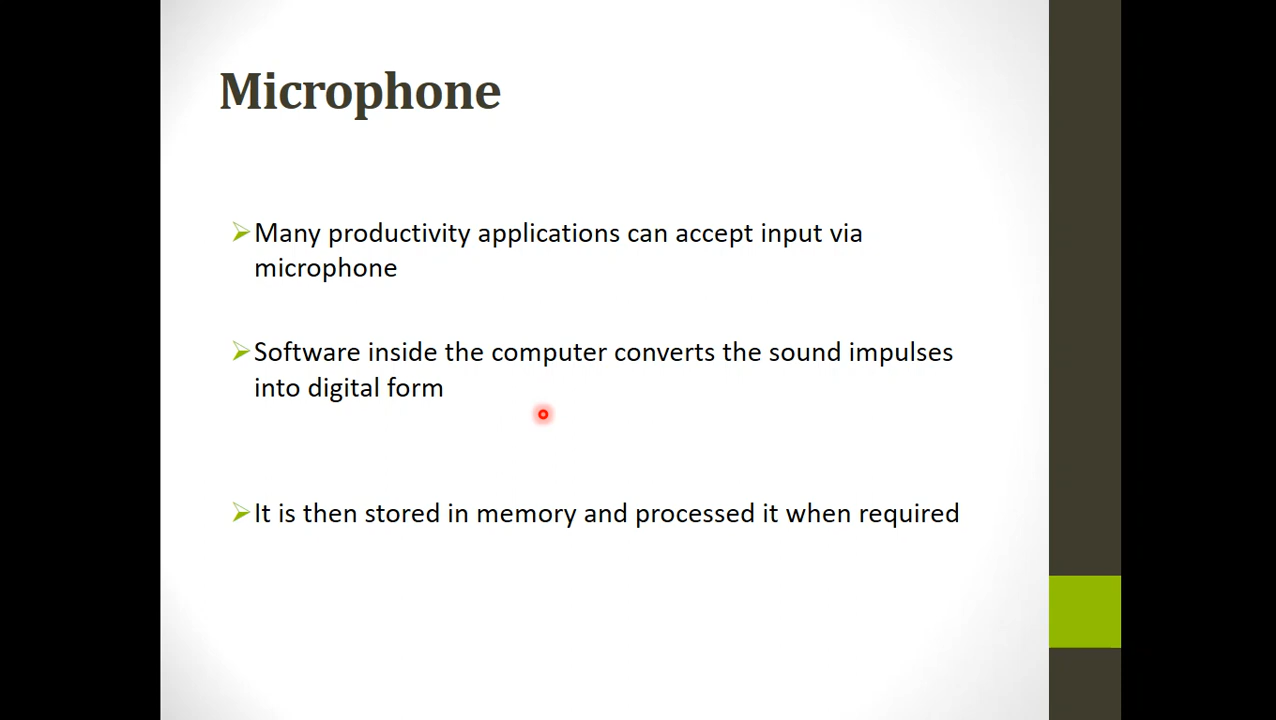 Microphone
Many productivity applications can accept input via
microphone
Software inside the computer converts the sound impulses
into digital form
It is then stored in memory and processed it when required